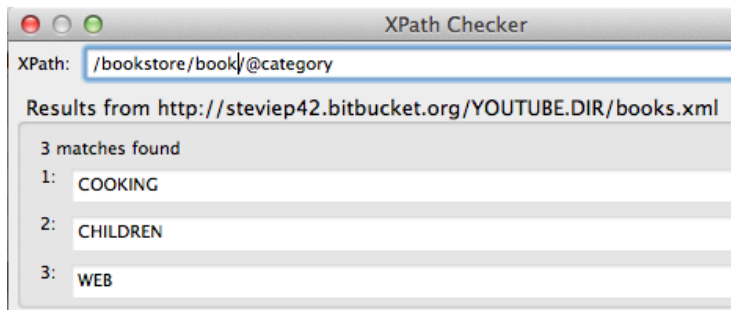 XPath Checker
XPath: /bookstore/book/@category
Results from http://steviep42.bitbucket.org/YOUTUBE.DIR/books.xml
3 matches found
1: COOKING
2: CHILDREN
3: WEB